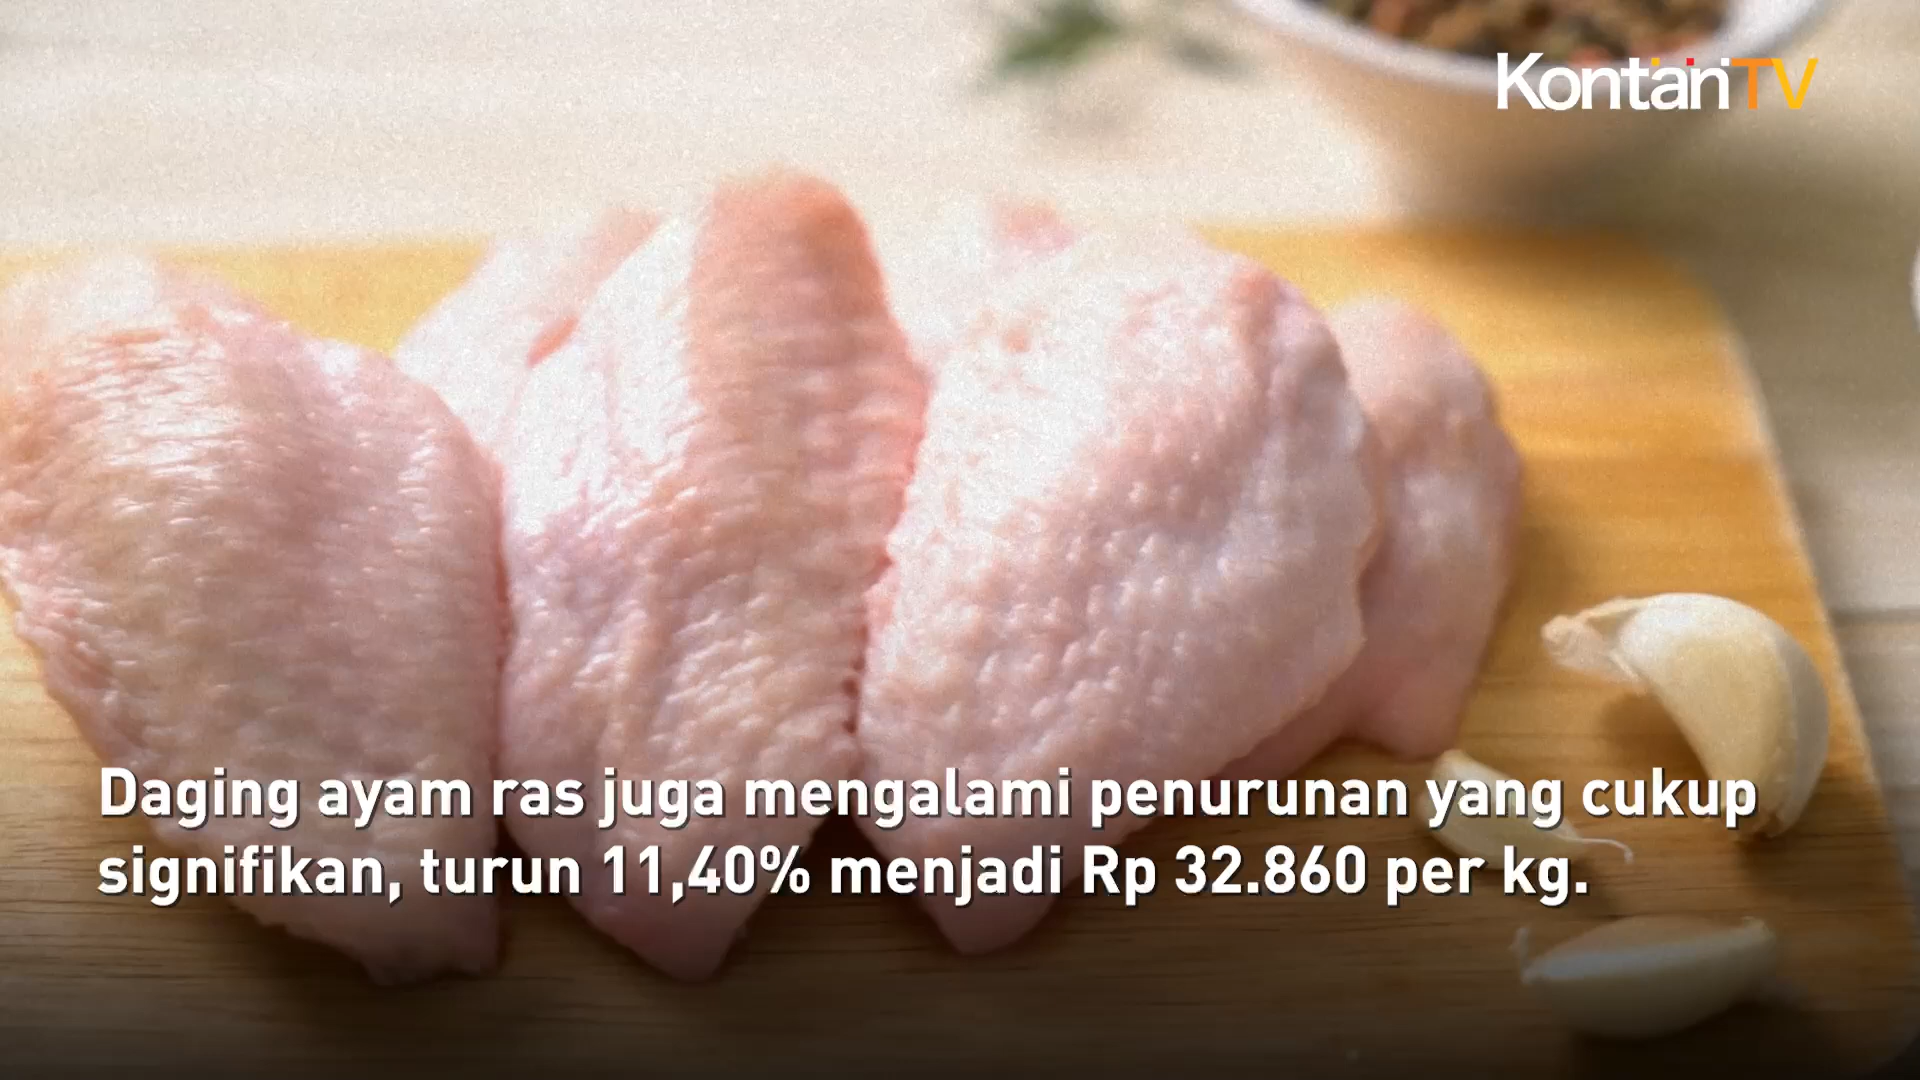 KontanTV
Daging ayam ras juga mengalami penurunan yang cukup
signifikan, turun 11,40% menjadi Rp 32.860 per kg.